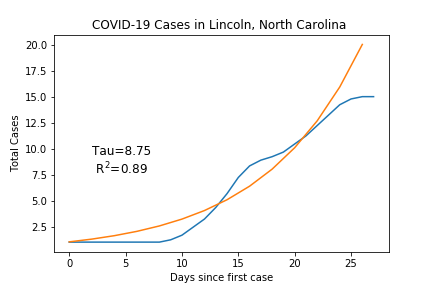 COVID-19 Cases in Lincoln, North Carolina
Total Cases
20.0
17.5
15.0
12.5
10.0
7.5
5.0
2.5
Tau=8.75
R²=0.89
0 5 10 15 20 25
Days since first case